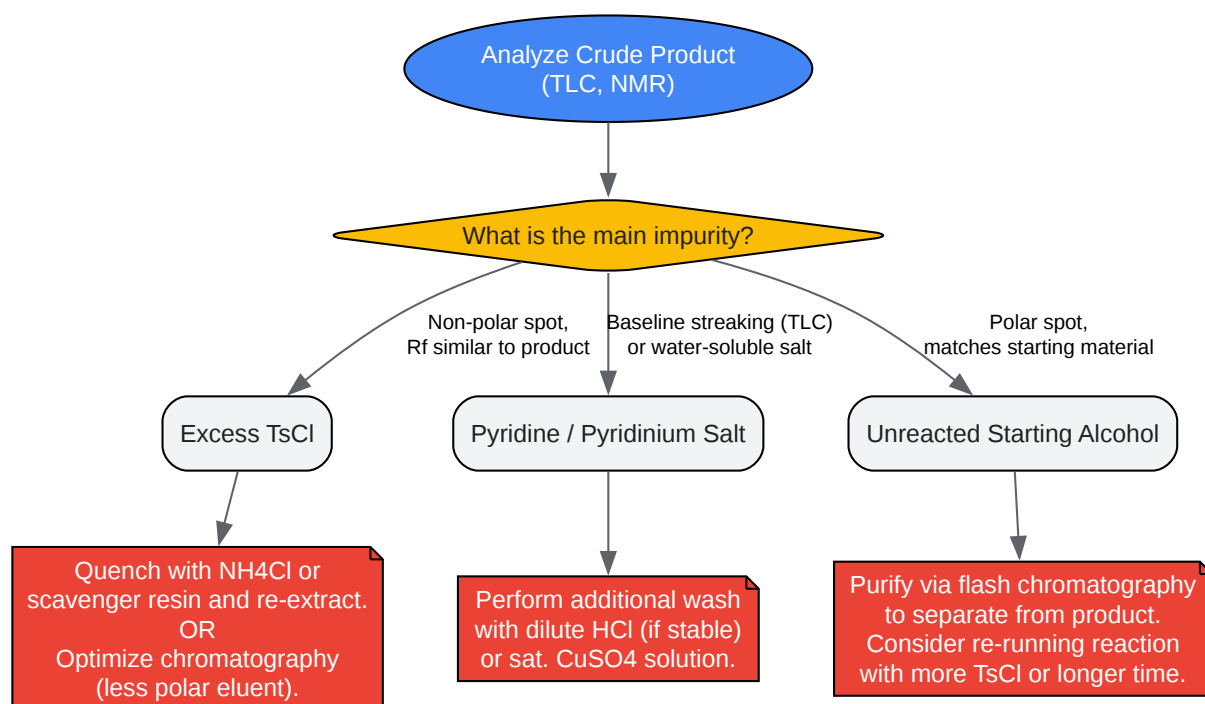 Analyze Crude Product
(TLC, NMR)
What is the main impurity?
Non-polar spot,
Rf similar to product
Baseline streaking (TLC)
or water-soluble salt
Polar spot,
matches starting material
Excess TsCl
Pyridine / Pyridinium Salt
Unreacted Starting Alcohol
Quench with NH4Cl or
scavenger resin and re-extract.
OR
Optimize chromatography
(less polar eluent).
Perform additional wash
with dilute HCl (if stable)
or sat. CuSO4 solution.
Purify via flash chromatography
to separate from product.
Consider re-running reaction
with more TsCl or longer time.